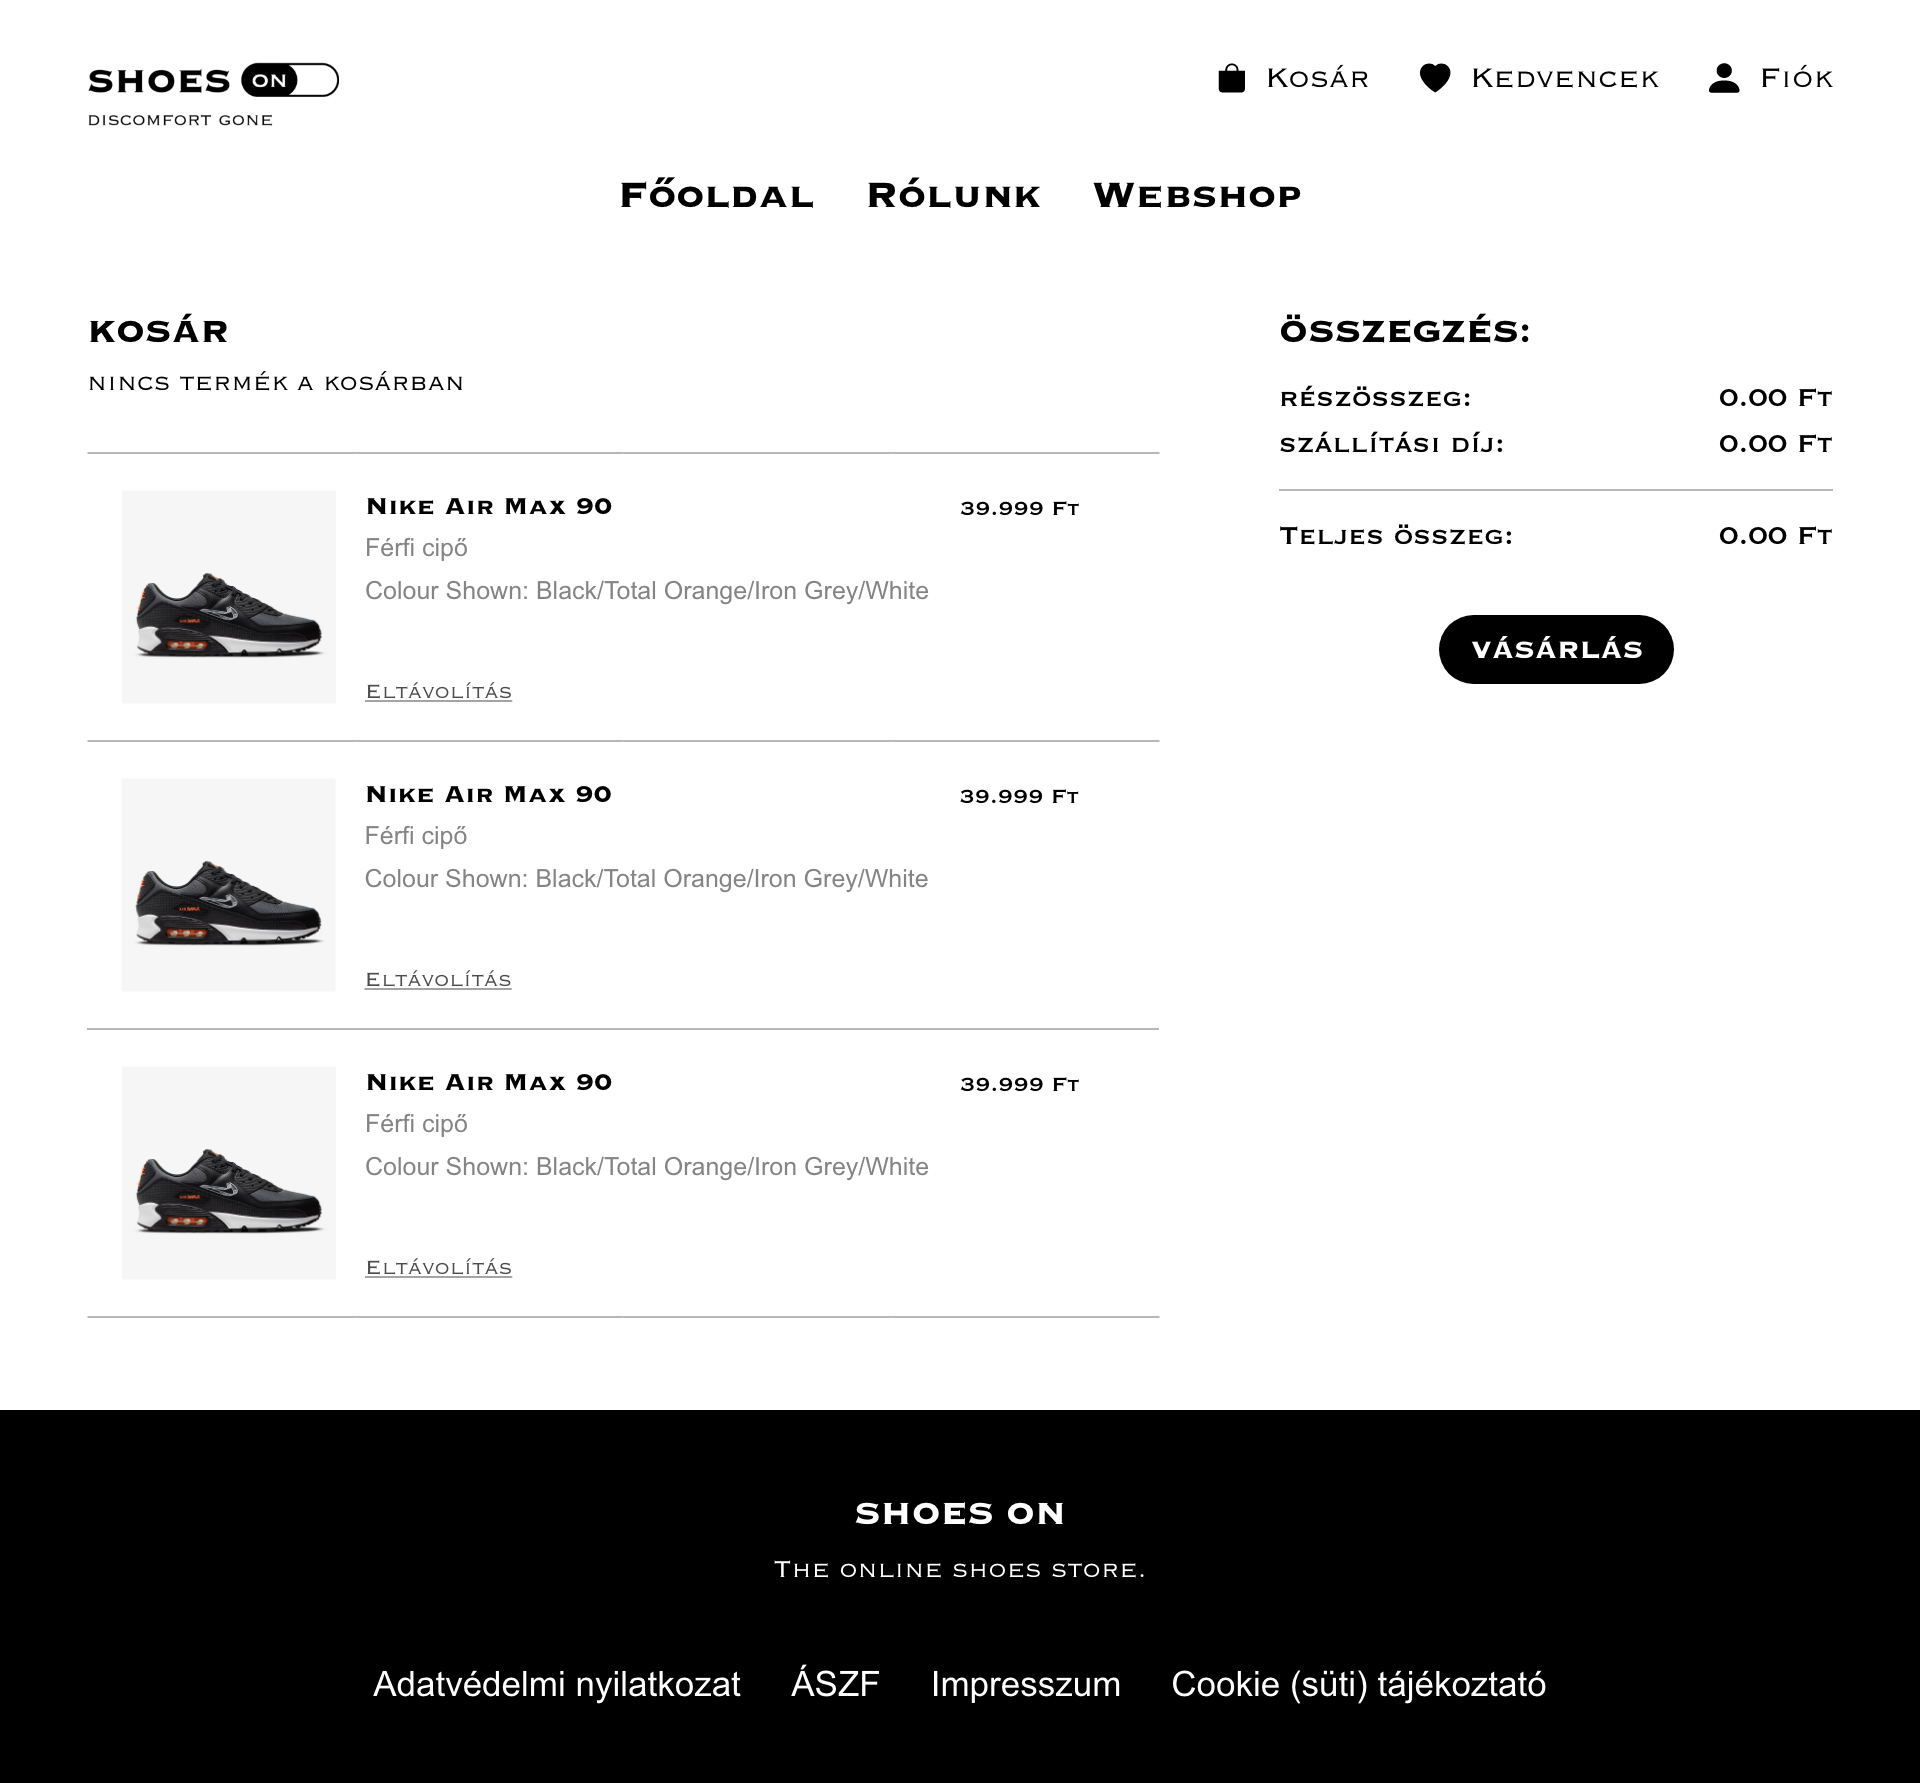 SHOES ON
DISCOMFORT GONE
Kosár
Kedvencek
Fiók
Főoldal
Rólunk
Webshop
KOSÁR
NINCS TERMÉK A KOSÁRBAN
Nike Air Max 90
39.999 Ft
Férfi cipő
Colour Shown: Black/Total Orange/Iron Grey/White
Eltávolítás
Nike Air Max 90
39.999 Ft
Férfi cipő
Colour Shown: Black/Total Orange/Iron Grey/White
Eltávolítás
Nike Air Max 90
39.999 Ft
Férfi cipő
Colour Shown: Black/Total Orange/Iron Grey/White
Eltávolítás
ÖSSZEGZÉS:
RÉSZÖSSZEG: 0.00 Ft
SZÁLLÍTÁSI DÍJ: 0.00 Ft
Teljes összeg: 0.00 Ft
VÁSÁRLÁS
SHOES ON
The online shoes store.
Adatvédelmi nyilatkozat
ÁSZF
Impresszum
Cookie (süti) tájékoztató